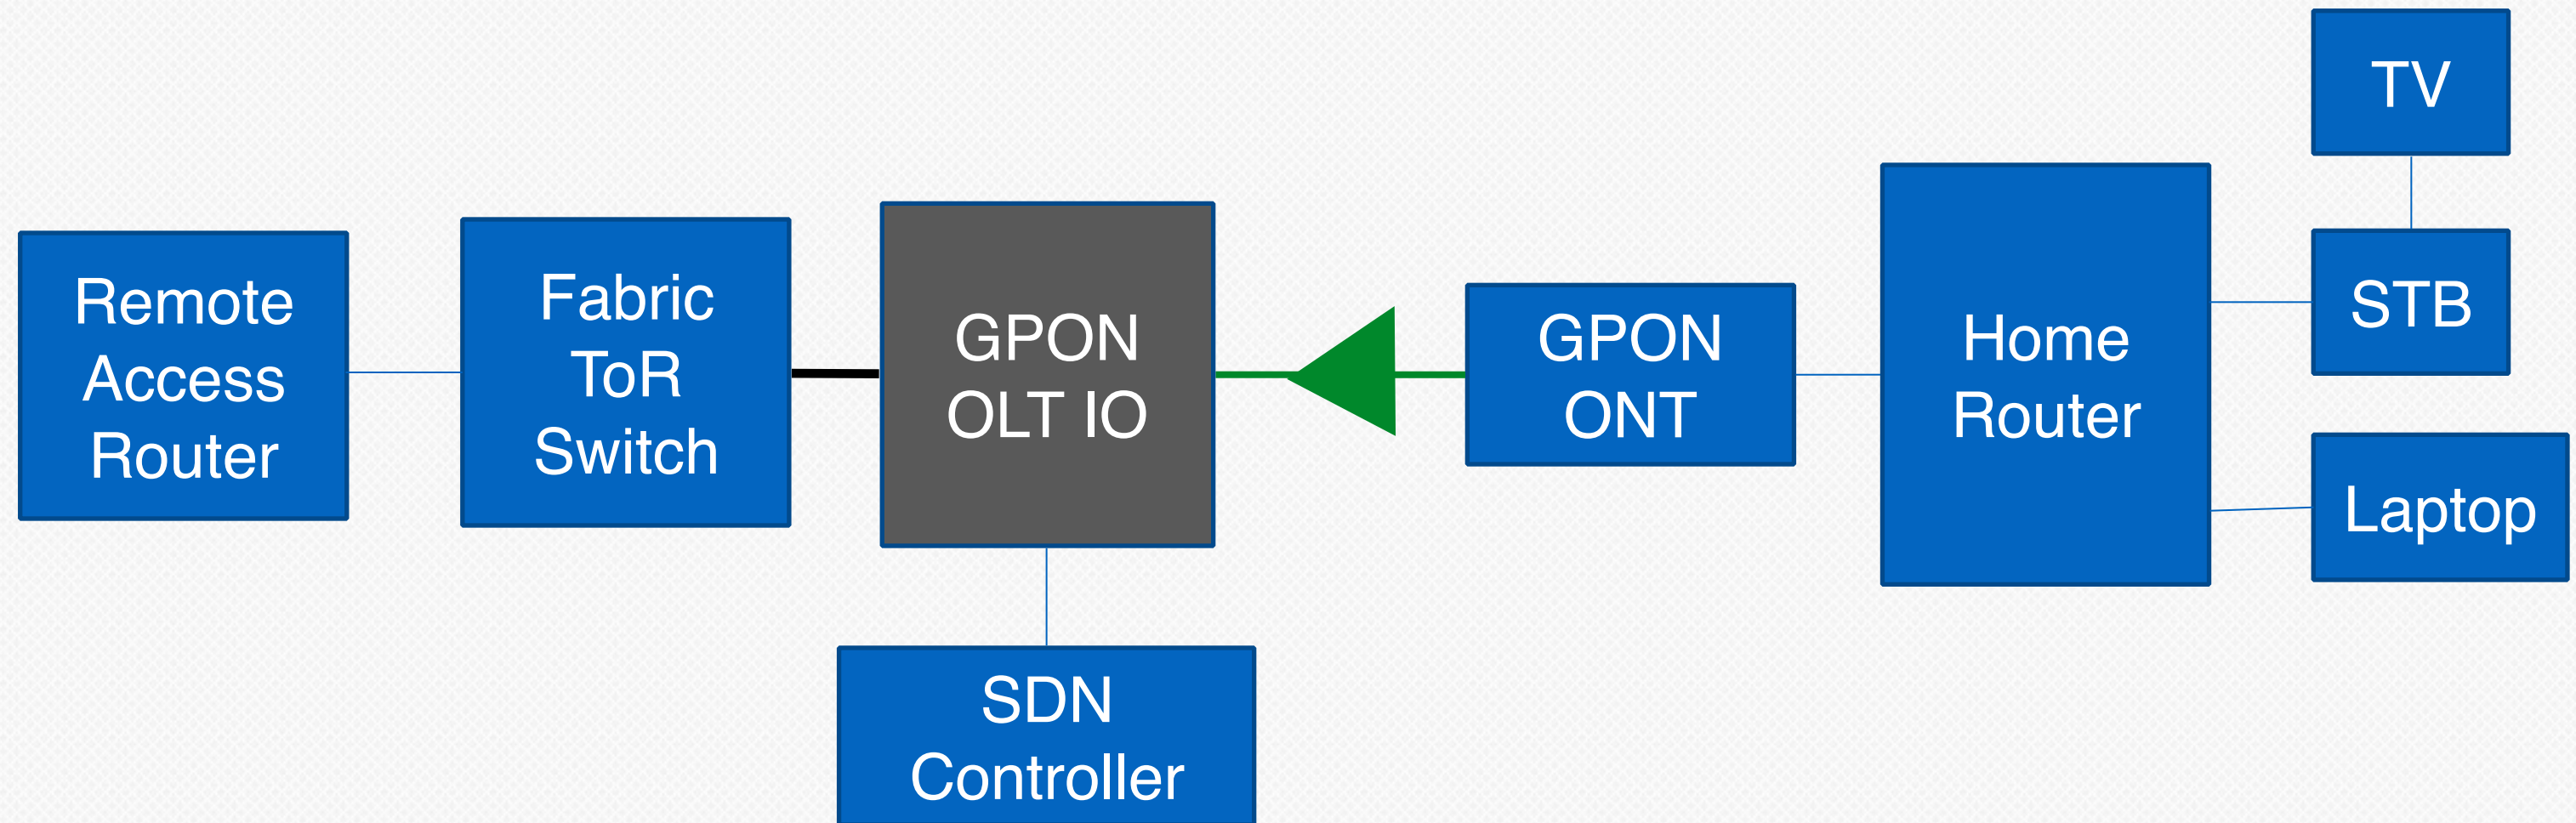 Remote
Access
Router
Fabric
ToR
Switch
GPON
OLT IO
SDN
Controller
GPON
ONT
Home
Router
TV
STB
Laptop